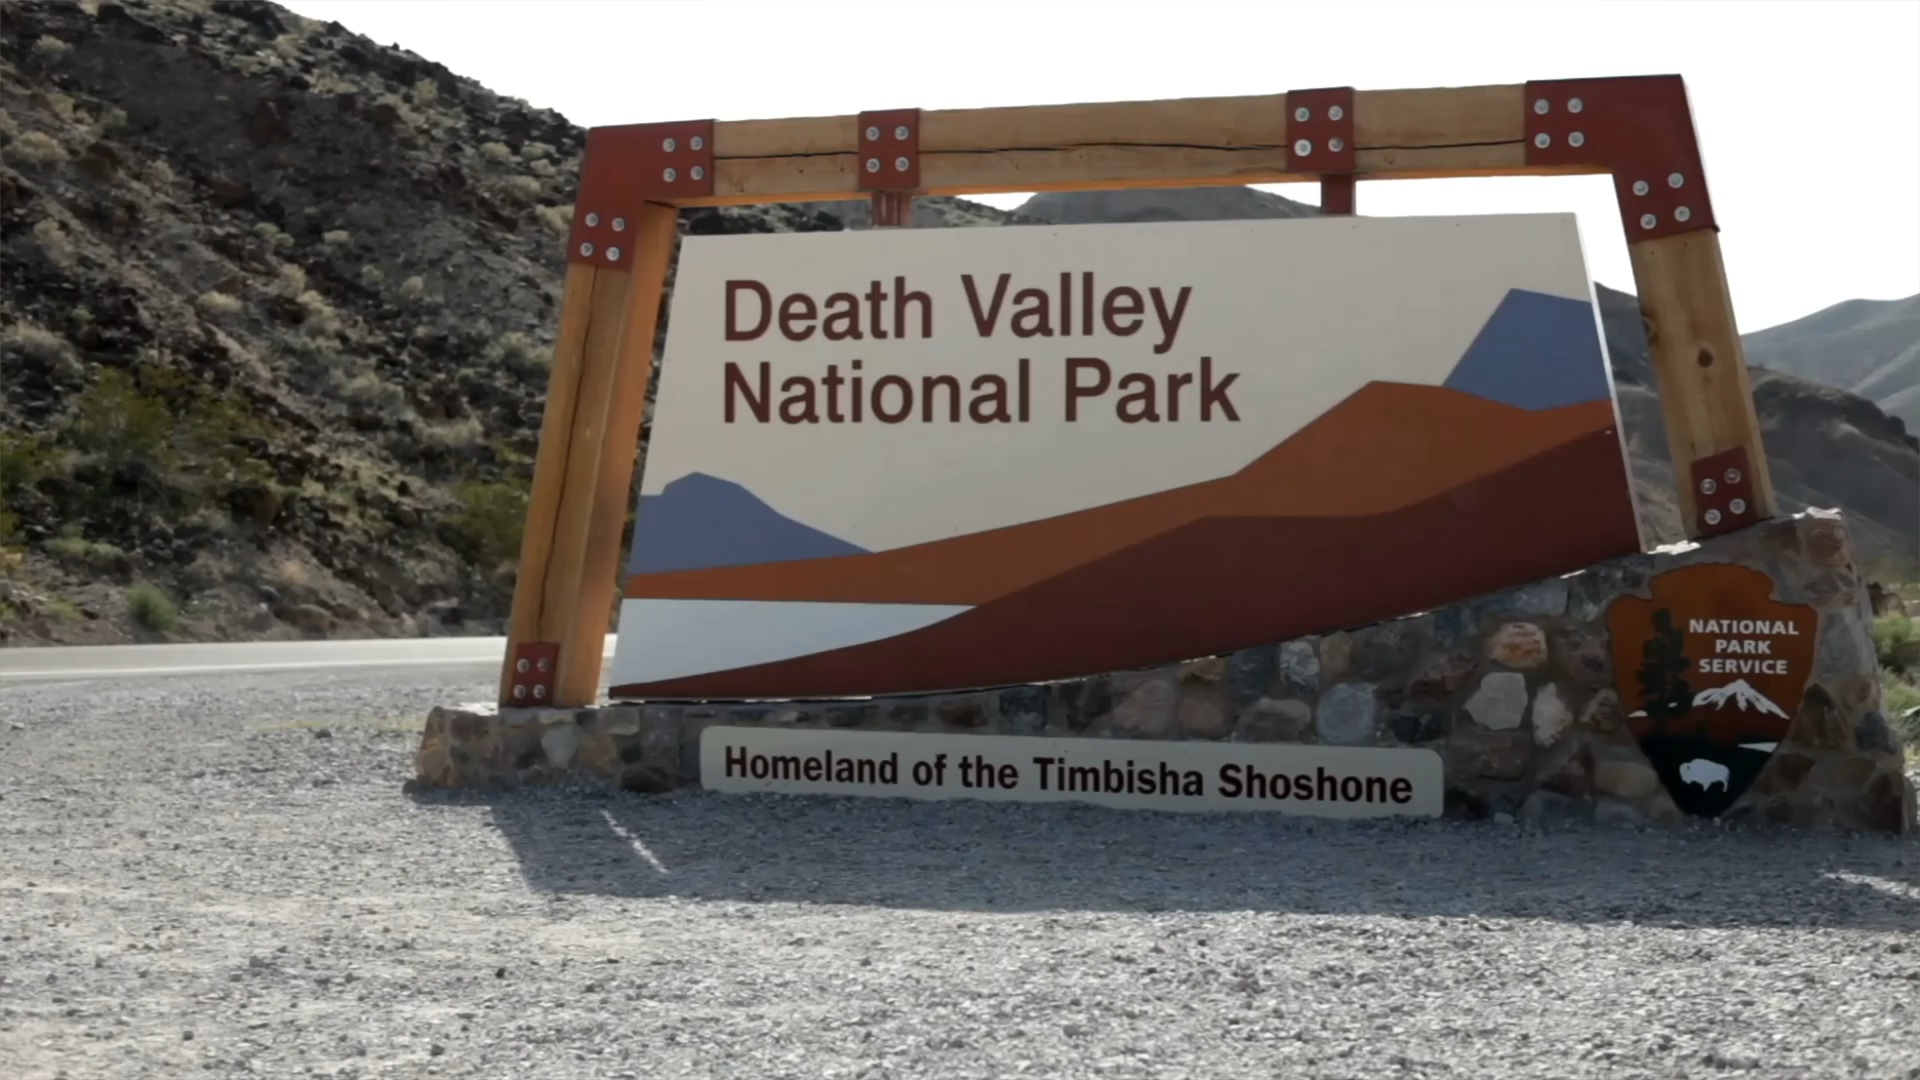 Death Valley
National Park
Homeland of the Timbisha Shoshone
NATIONAL
PARK
SERVICE